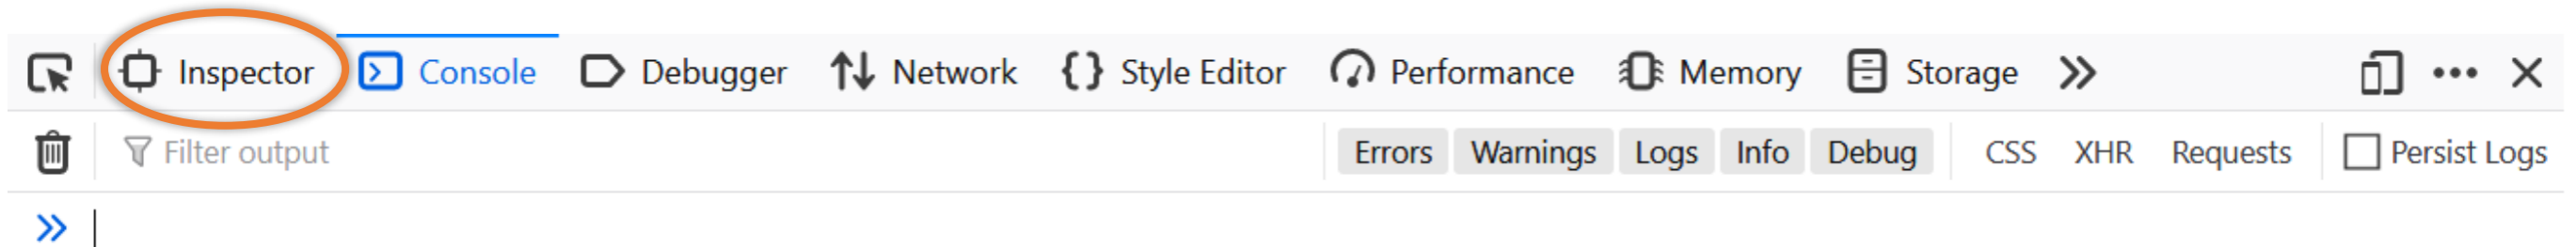 Inspector Console Debugger Network Style Editor Performance Memory Storage
Filter output Errors Warnings Logs Info Debug CSS XHR Requests Persist Logs